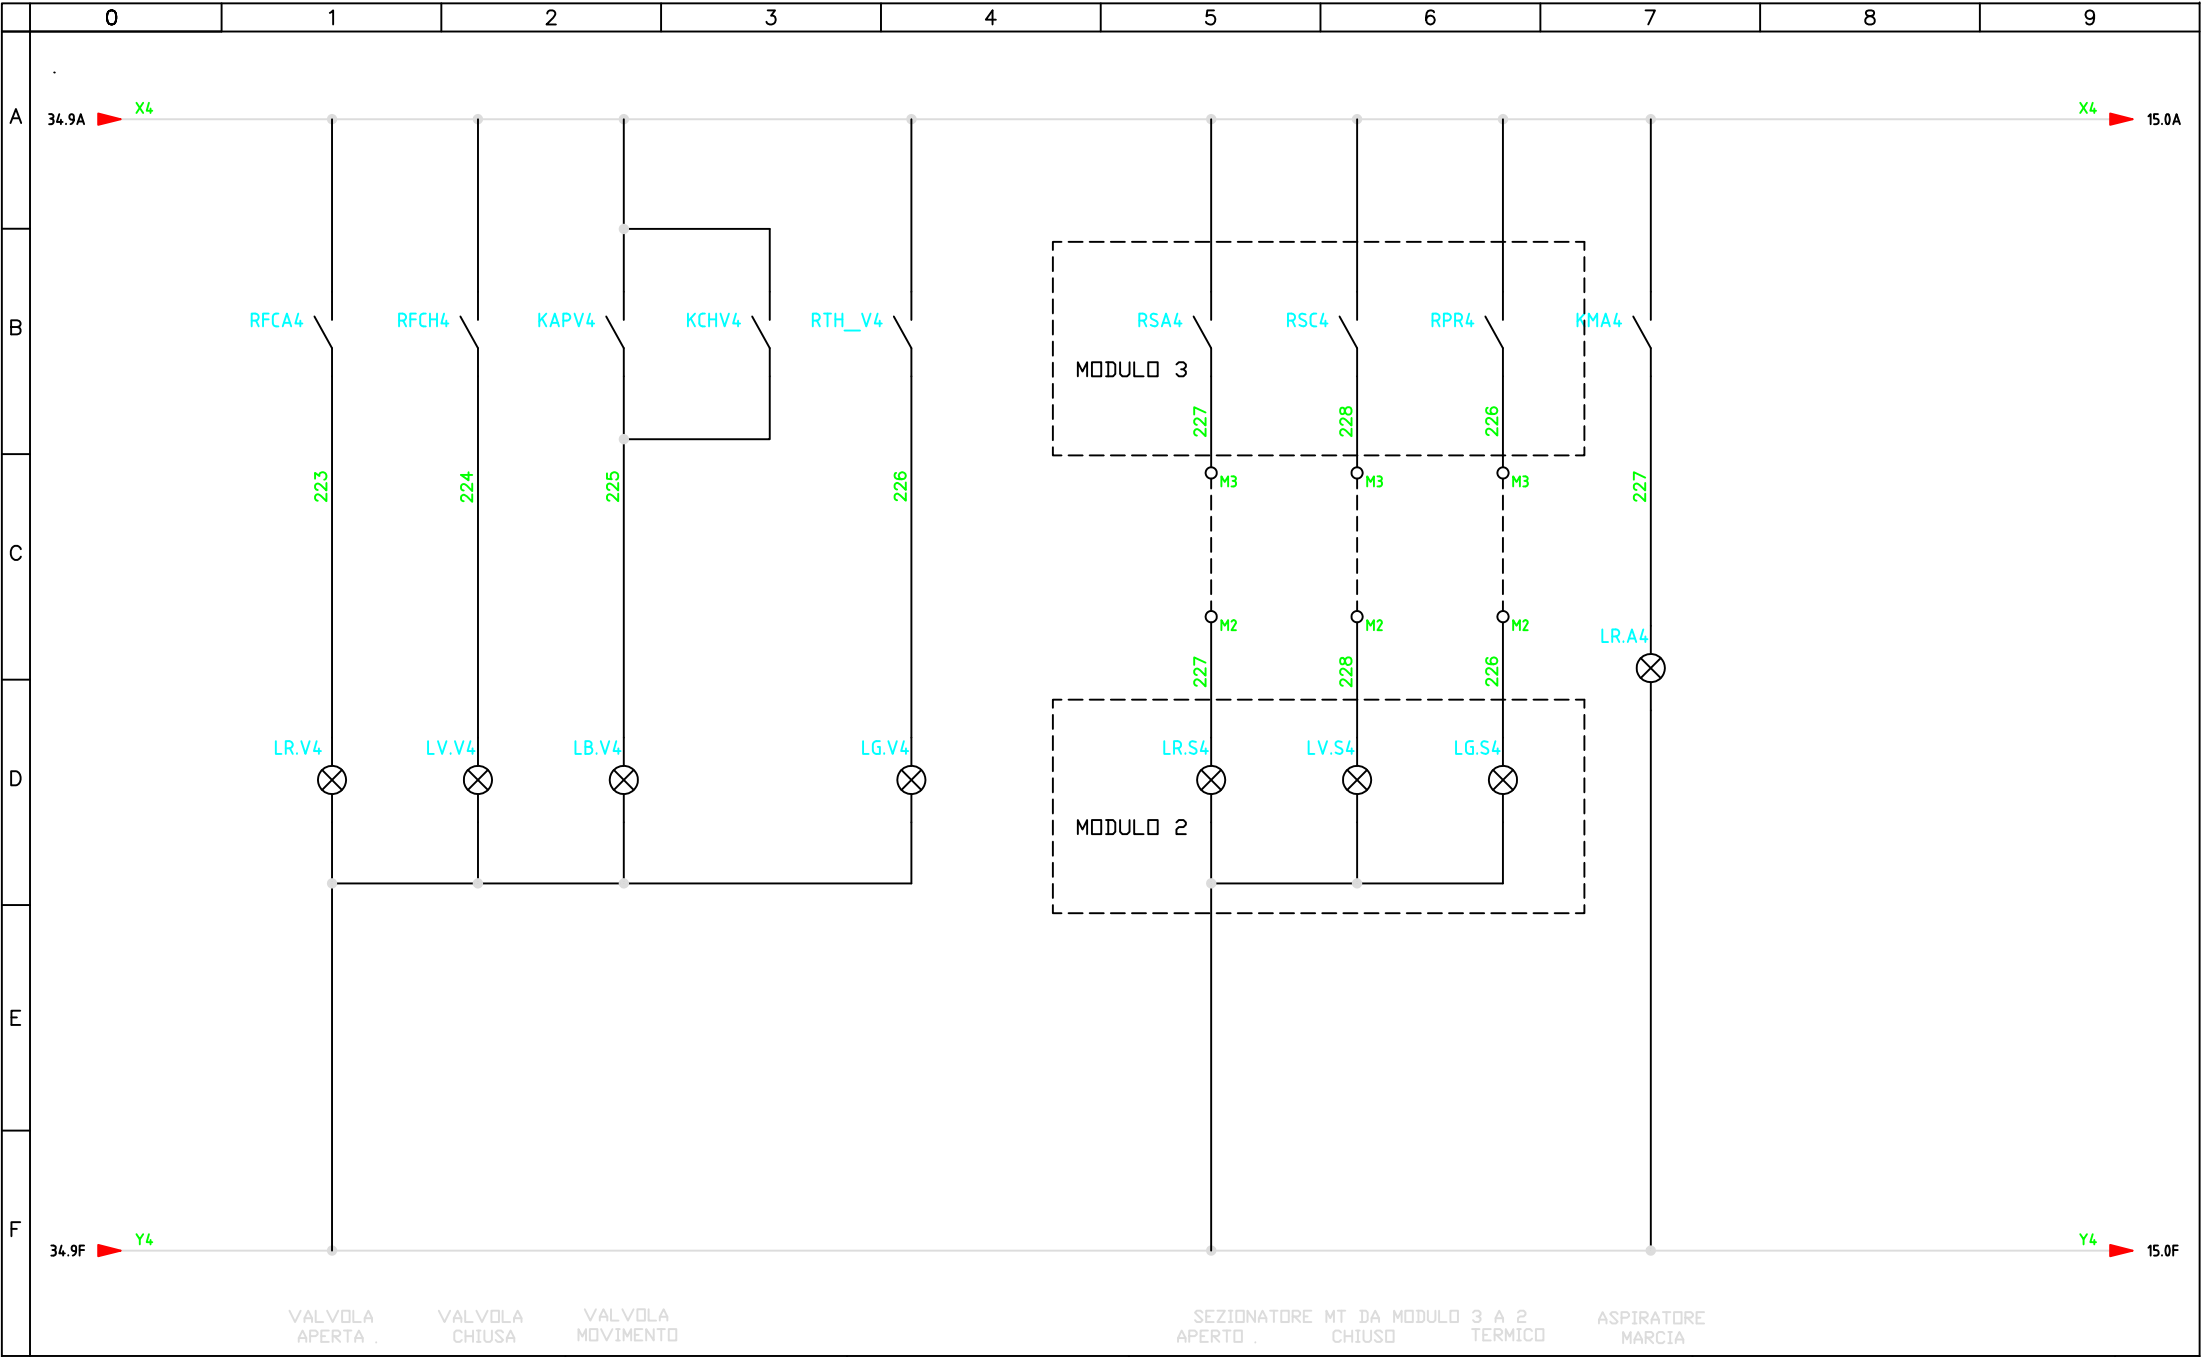 0 1 2 3 4 5 6 7 8 9
A
34.9A X4 X4 15.0A
B
RFCA4 RFCH4 KAPV4 KCHV4 RTH__V4 RSA4 RSC4 RPR4 KMA4
MODULO 3
227 228 226
223 224 225 226 227
M3 M3 M3
C
M2 M2 M2
LR.A4
227 228 226
LR.V4 LV.V4 LB.V4 LG.V4 LR.S4 LV.S4 LG.S4
D
MODULO 2
E
F
34.9F Y4 Y4 15.0F
VALVOLA VALVOLA VALVOLA SEZIONATORE MT DA MODULO 3 A 2 ASPIRATORE
APERTA . CHIUSA MOVIMENTO APERTO . CHIUSO TERMICO MARCIA